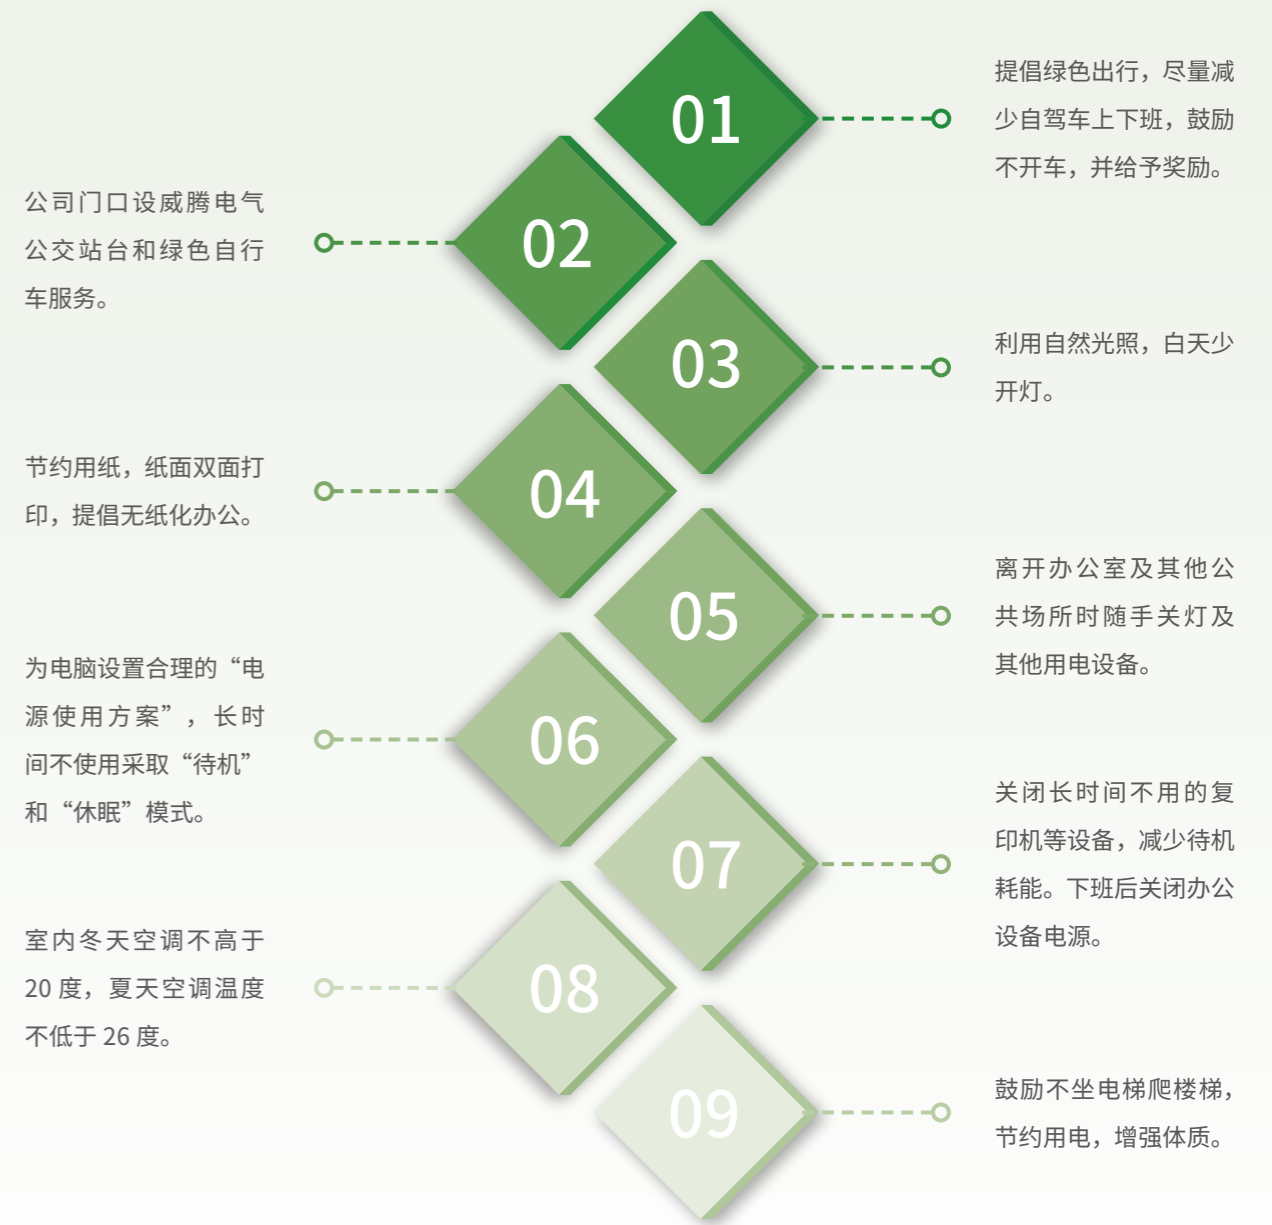 01
提倡绿色出行，尽量减
少自驾车上下班，鼓励
不开车，并给予奖励。
02
公司门口设威腾电气
公交站台和绿色自行
车服务。
03
利用自然光照，白天少
开灯。
04
节约用纸，纸面双面打
印，提倡无纸化办公。
05
离开办公室及其他公
共场所时随手关灯及
其他用电设备。
06
为电脑设置合理的“电
源使用方案”，长时
间不使用采取“待机”
和“休眠”模式。
07
关闭长时间不用的复
印机等设备，减少待机
耗能。下班后关闭办公
设备电源。
08
室内冬天空调不高于
20 度，夏天空调温度
不低于 26 度。
09
鼓励不坐电梯爬楼梯，
节约用电，增强体质。